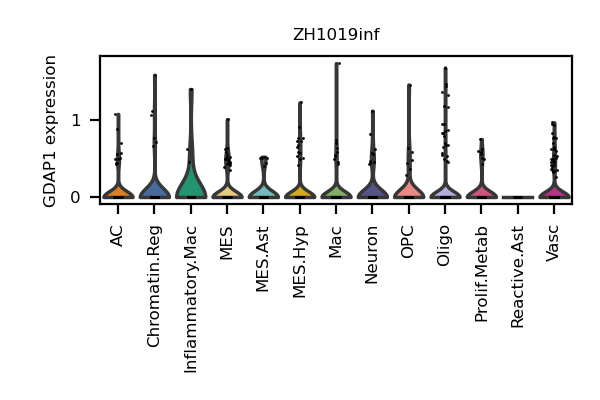 ZH1019inf
GDAP1 expression
1
0
AC
Chromatin.Reg
Inflammatory.Mac
MES
MES.Ast
MES.Hyp
Mac
Neuron
OPC
Oligo
Prolif.Metab
Reactive.Ast
Vasc